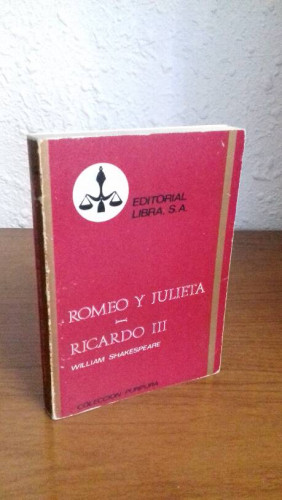 EDITORIAL
LIBRA, S.A.
ROMEO Y JULIETA
RICARDO III
WILLIAM SHAKESPEARE
COLECCION PURPURA